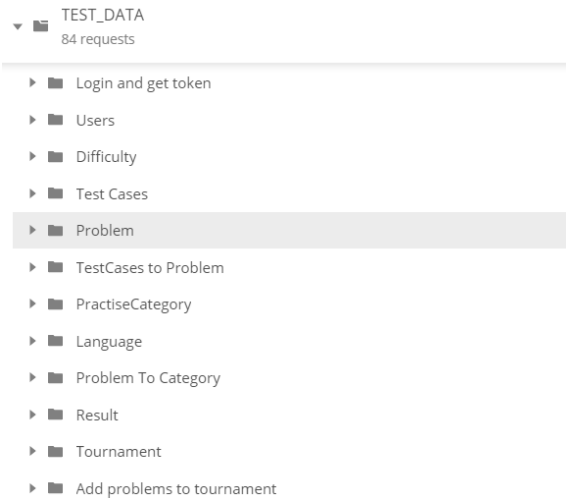 TEST_DATA
84 requests
Login and get token
Users
Difficulty
Test Cases
Problem
TestCases to Problem
PractiseCategory
Language
Problem To Category
Result
Tournament
Add problems to tournament